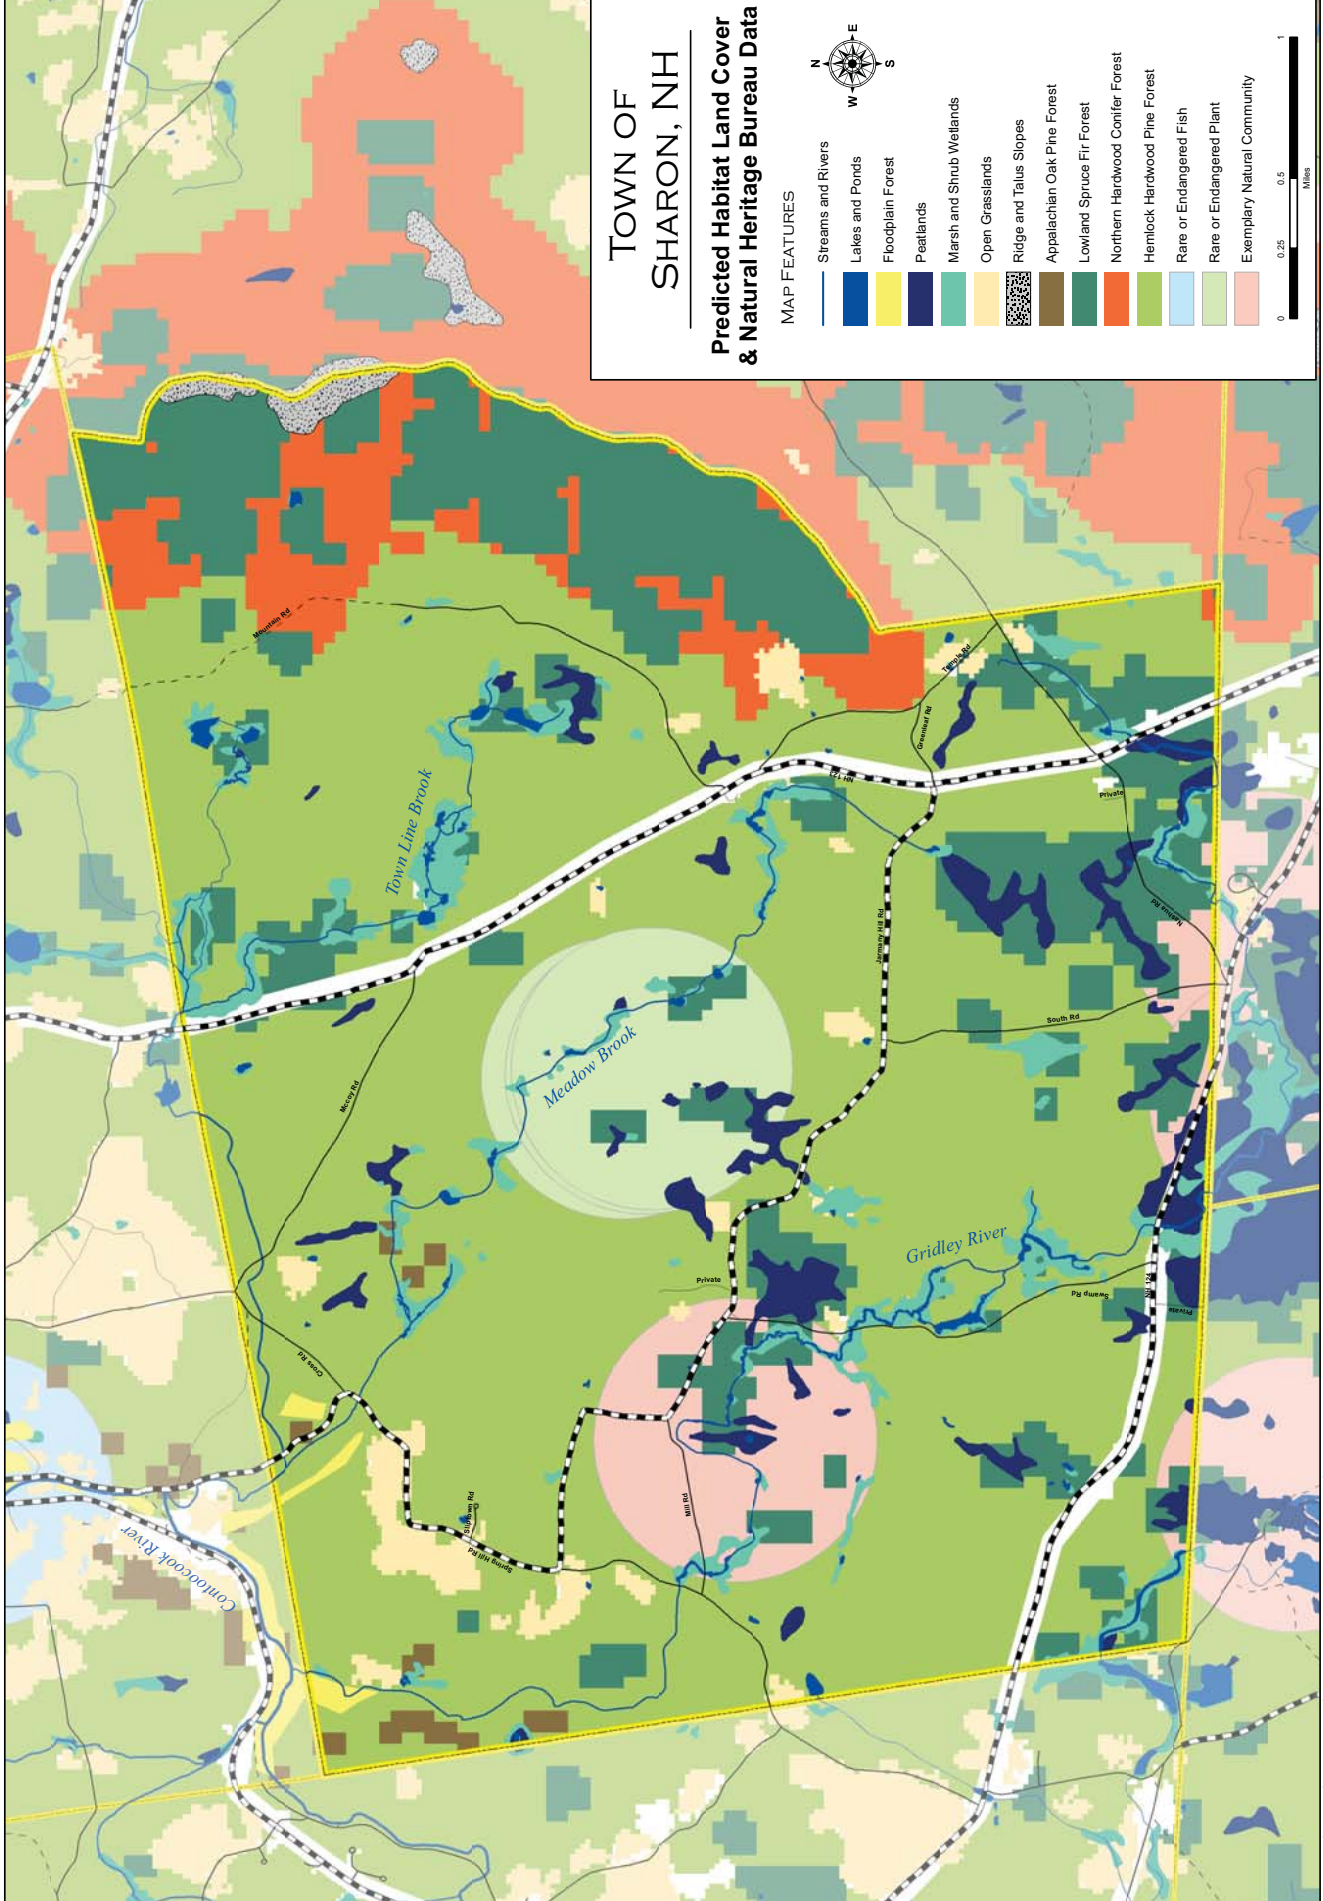 TOWN OF
SHARON, NH
Predicted Habitat Land Cover
& Natural Heritage Bureau Data
MAP FEATURES
Streams and Rivers
Lakes and Ponds
Floodplain Forest
Peatlands
Marsh and Shrub Wetlands
Open Grasslands
Ridge and Talus Slopes
Appalachian Oak Pine Forest
Lowland Spruce Fir Forest
Northern Hardwood Conifer Forest
Hemlock Hardwood Pine Forest
Rare or Endangered Fish
Rare or Endangered Plant
Exemplary Natural Community
N
E
S
W
0
0.25
0.5
1
Miles
Mountain Rd
Town Line Brook
Temple Rd
Greenleaf Rd
NH 123
Private
Nashua Rd
Jarmany Hill Rd
South Rd
Mccoy Rd
Meadow Brook
Gridley River
Private
Swamp Rd
NH 124
Private
Cross Rd
Sliptown Rd
Spring Hill Rd
Mill Rd
Contoocook River